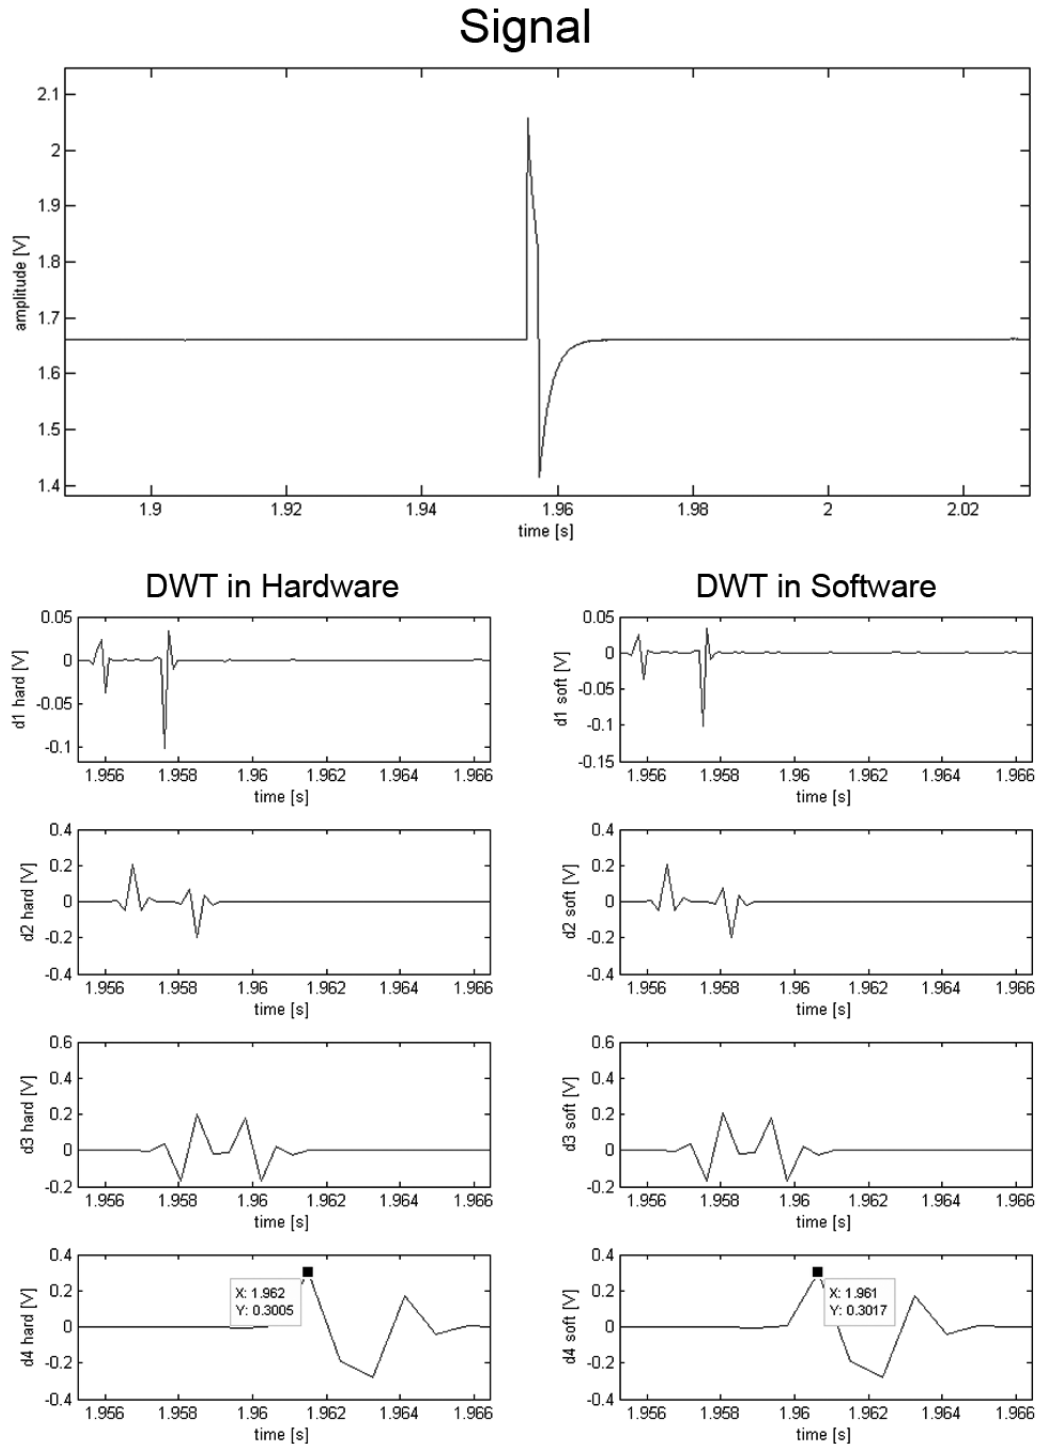 Signal
2.1
2
1.9
1.8
1.7
1.6
1.5
1.4
amplitude [V]
1.9 1.92 1.94 1.96 1.98 2 2.02
time [s]
DWT in Hardware DWT in Software
0.05
0
-0.05
-0.1
d1 hard [V]
1.956 1.958 1.96 1.962 1.964 1.966
time [s]
0.05
0
-0.05
-0.1
-0.15
d1 soft [V]
1.956 1.958 1.96 1.962 1.964 1.966
time [s]
0.4
0.2
0
-0.2
-0.4
d2 hard [V]
1.956 1.958 1.96 1.962 1.964 1.966
time [s]
0.4
0.2
0
-0.2
-0.4
d2 soft [V]
1.956 1.958 1.96 1.962 1.964 1.966
time [s]
0.6
0.4
0.2
0
-0.2
d3 hard [V]
1.956 1.958 1.96 1.962 1.964 1.966
time [s]
0.6
0.4
0.2
0
-0.2
d3 soft [V]
1.956 1.958 1.96 1.962 1.964 1.966
time [s]
0.4
0.2
0
-0.2
-0.4
d4 hard [V]
X: 1.962
Y: 0.3005
1.956 1.958 1.96 1.962 1.964 1.966
time [s]
0.4
0.2
0
-0.2
-0.4
d4 soft [V]
X: 1.961
Y: 0.3017
1.956 1.958 1.96 1.962 1.964 1.966
time [s]